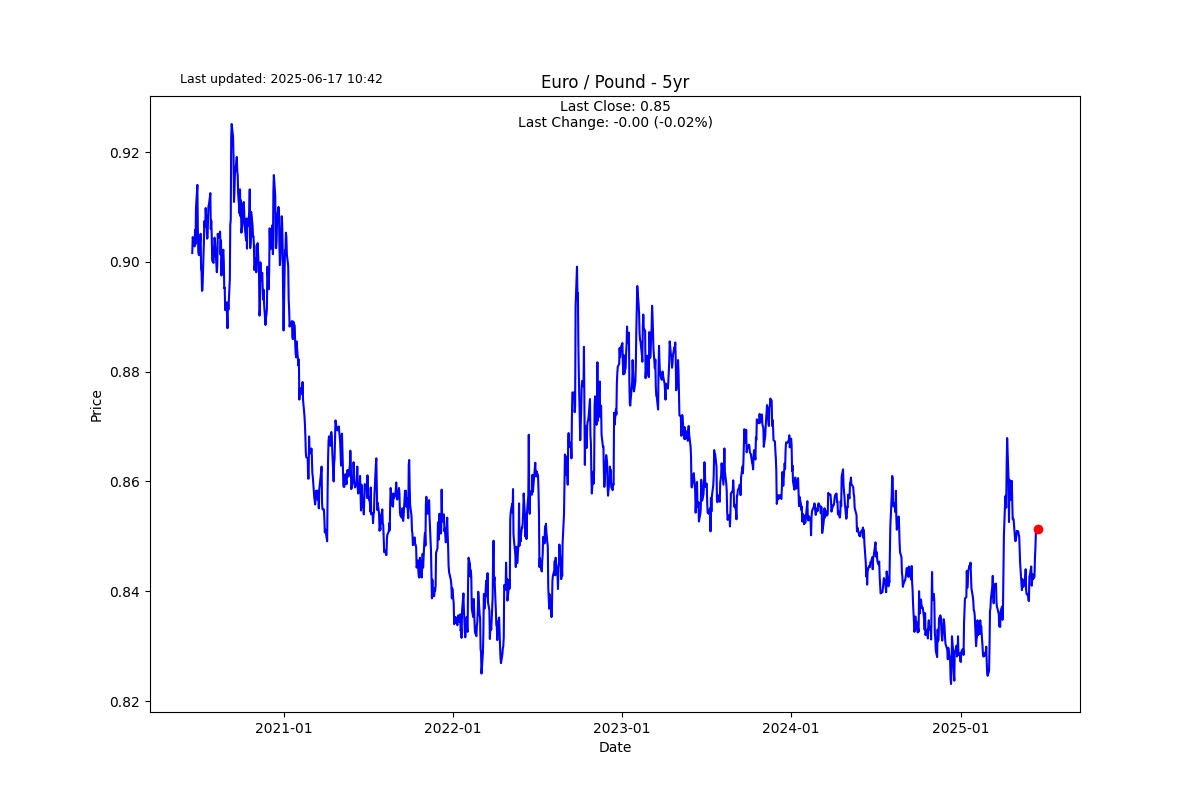 Last updated: 2025-06-17 10:42
Euro / Pound - 5yr
Last Close: 0.85
Last Change: -0.00 (-0.02%)
0.92
0.90
0.88
0.86
0.84
0.82
Price
2021-01
2022-01
2023-01
2024-01
2025-01
Date